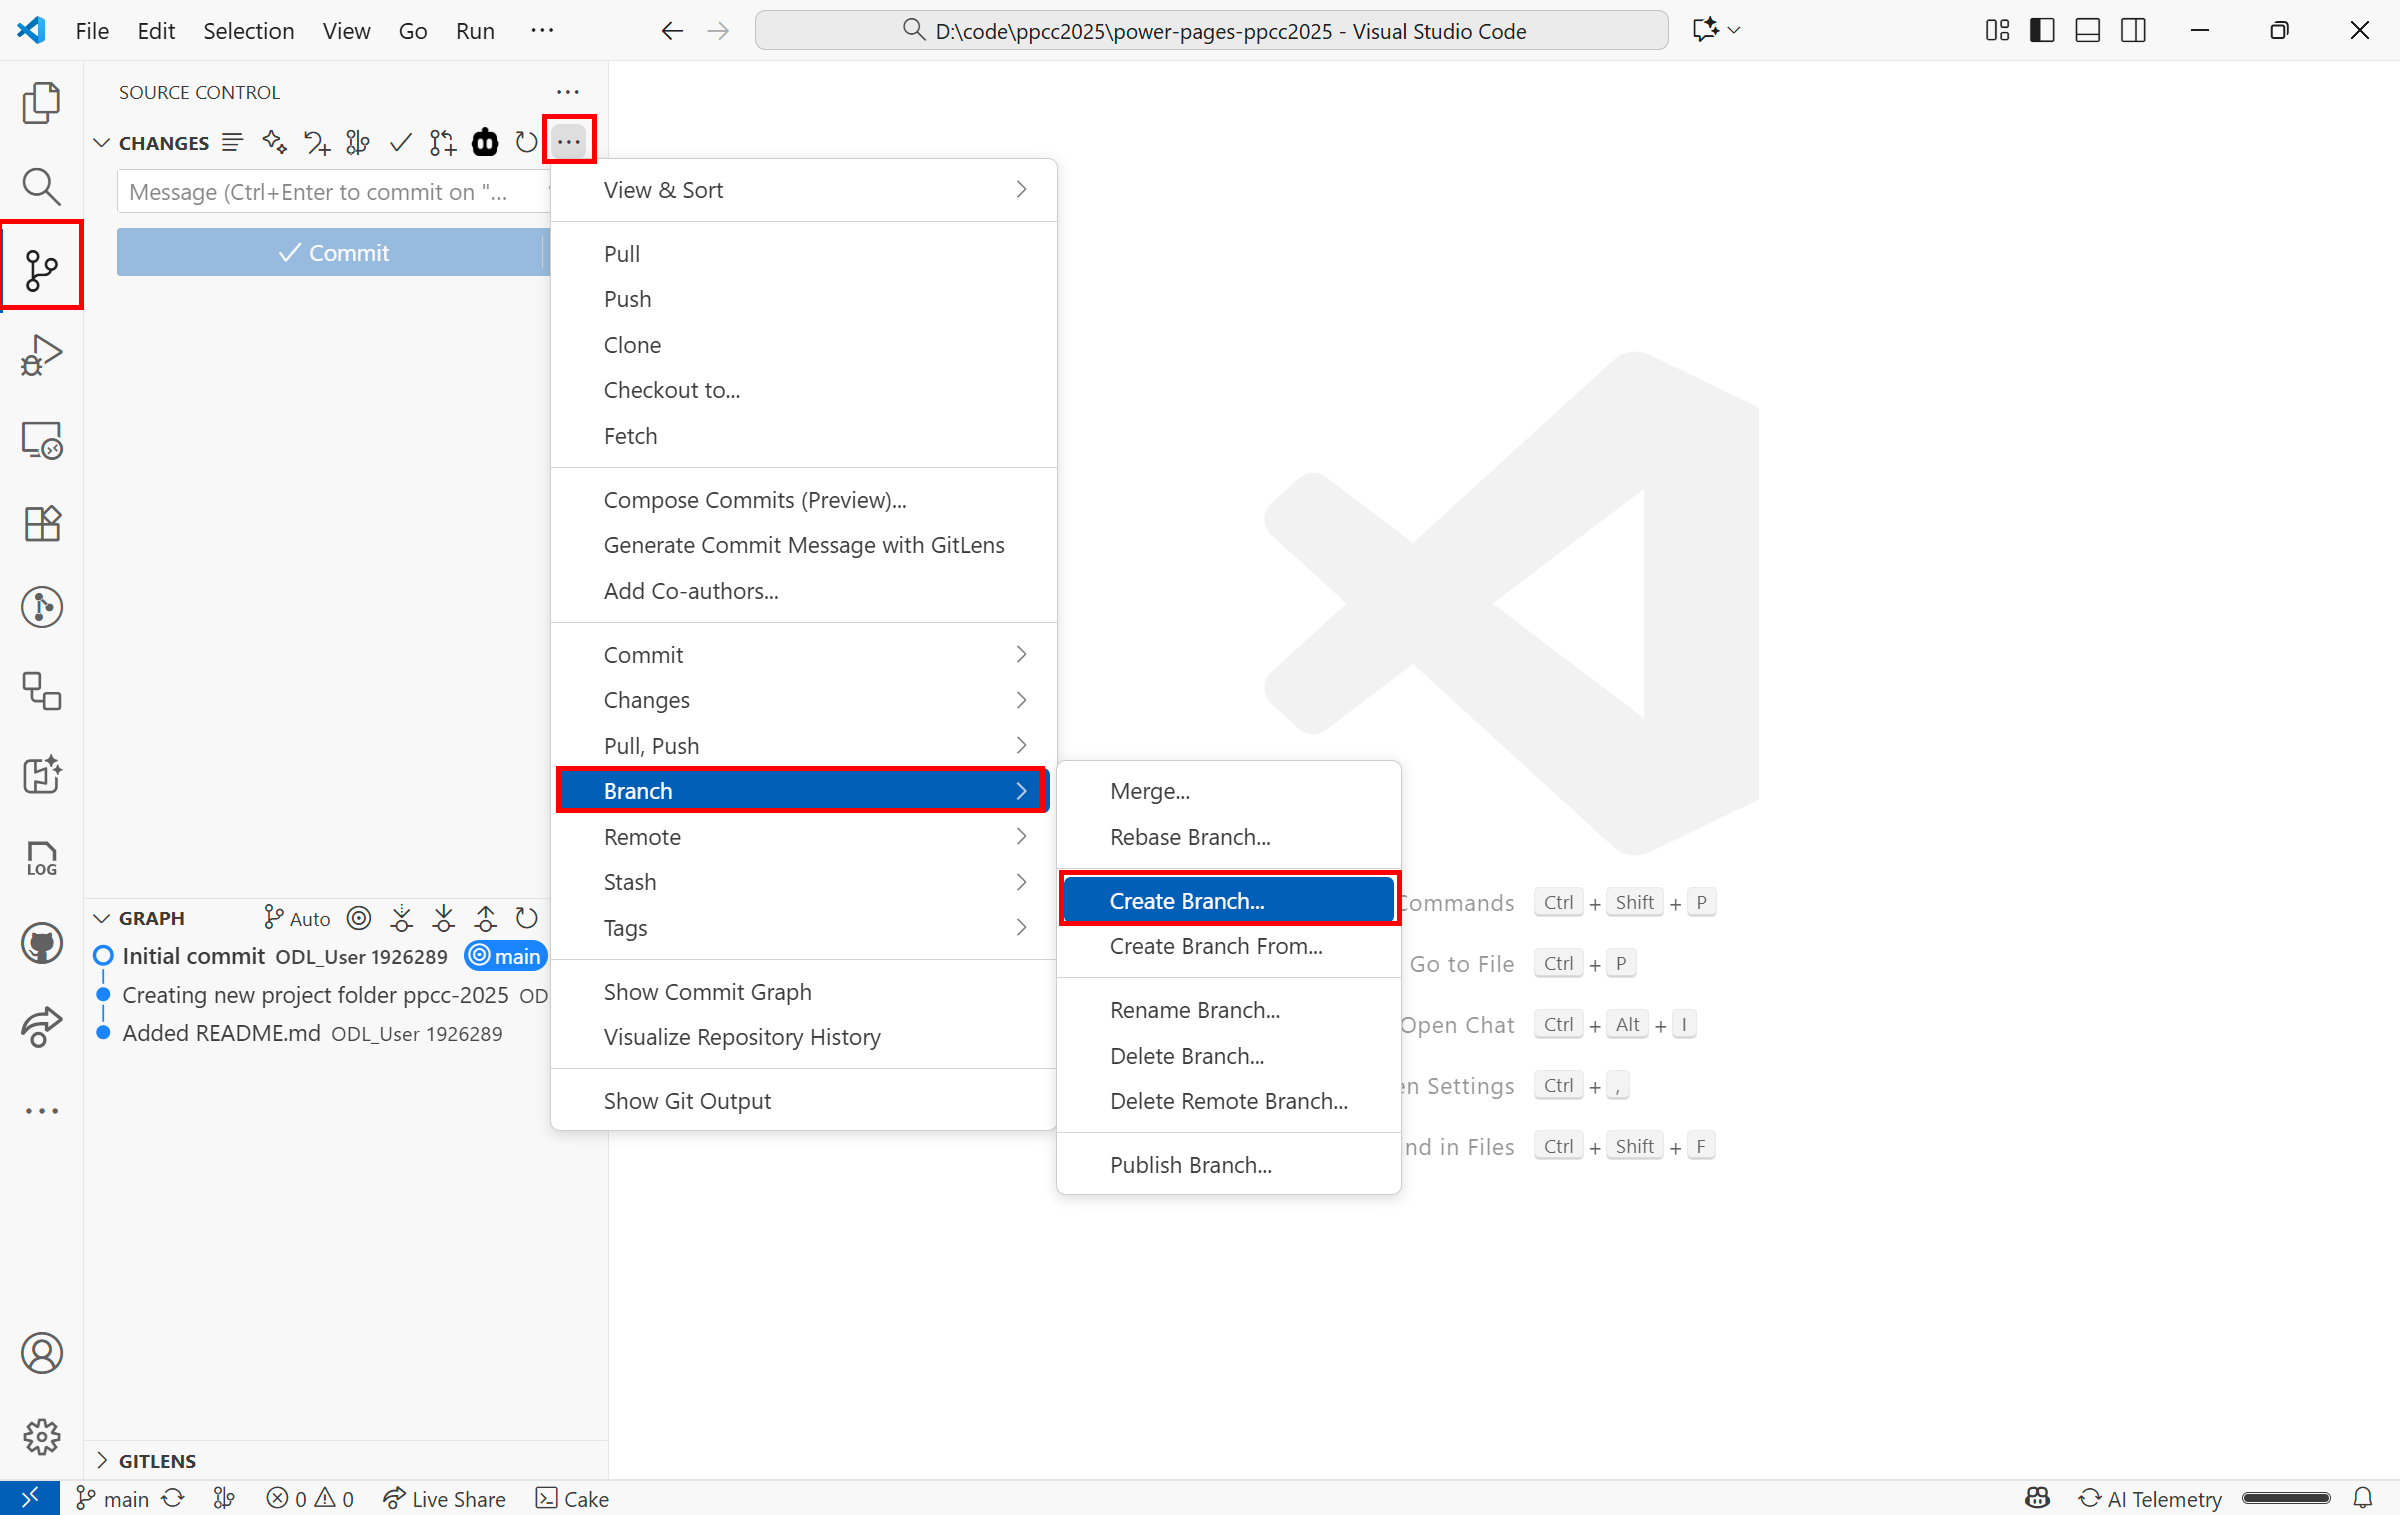 File Edit Selection View Go Run ···
D:\code\ppcc2025\power-pages-ppcc2025 - Visual Studio Code
SOURCE CONTROL
CHANGES
Message (Ctrl+Enter to commit on "...
Commit
View & Sort
Pull
Push
Clone
Checkout to...
Fetch
Compose Commits (Preview)...
Generate Commit Message with GitLens
Add Co-authors...
Commit
Changes
Pull, Push
Branch
Remote
Stash
Tags
Show Commit Graph
Visualize Repository History
Show Git Output
Merge...
Rebase Branch...
Create Branch...
Create Branch From...
Rename Branch...
Delete Branch...
Delete Remote Branch...
Publish Branch...
Commands Ctrl + Shift + P
Go to File Ctrl + P
Open Chat Ctrl + Alt + I
en Settings Ctrl + ,
nd in Files Ctrl + Shift + F
LOG
GRAPH Auto
Initial commit ODL_User 1926289 main
Creating new project folder ppcc-2025 OD
Added README.md ODL_User 1926289
GITLENS
main 0 0 Live Share Cake AI Telemetry